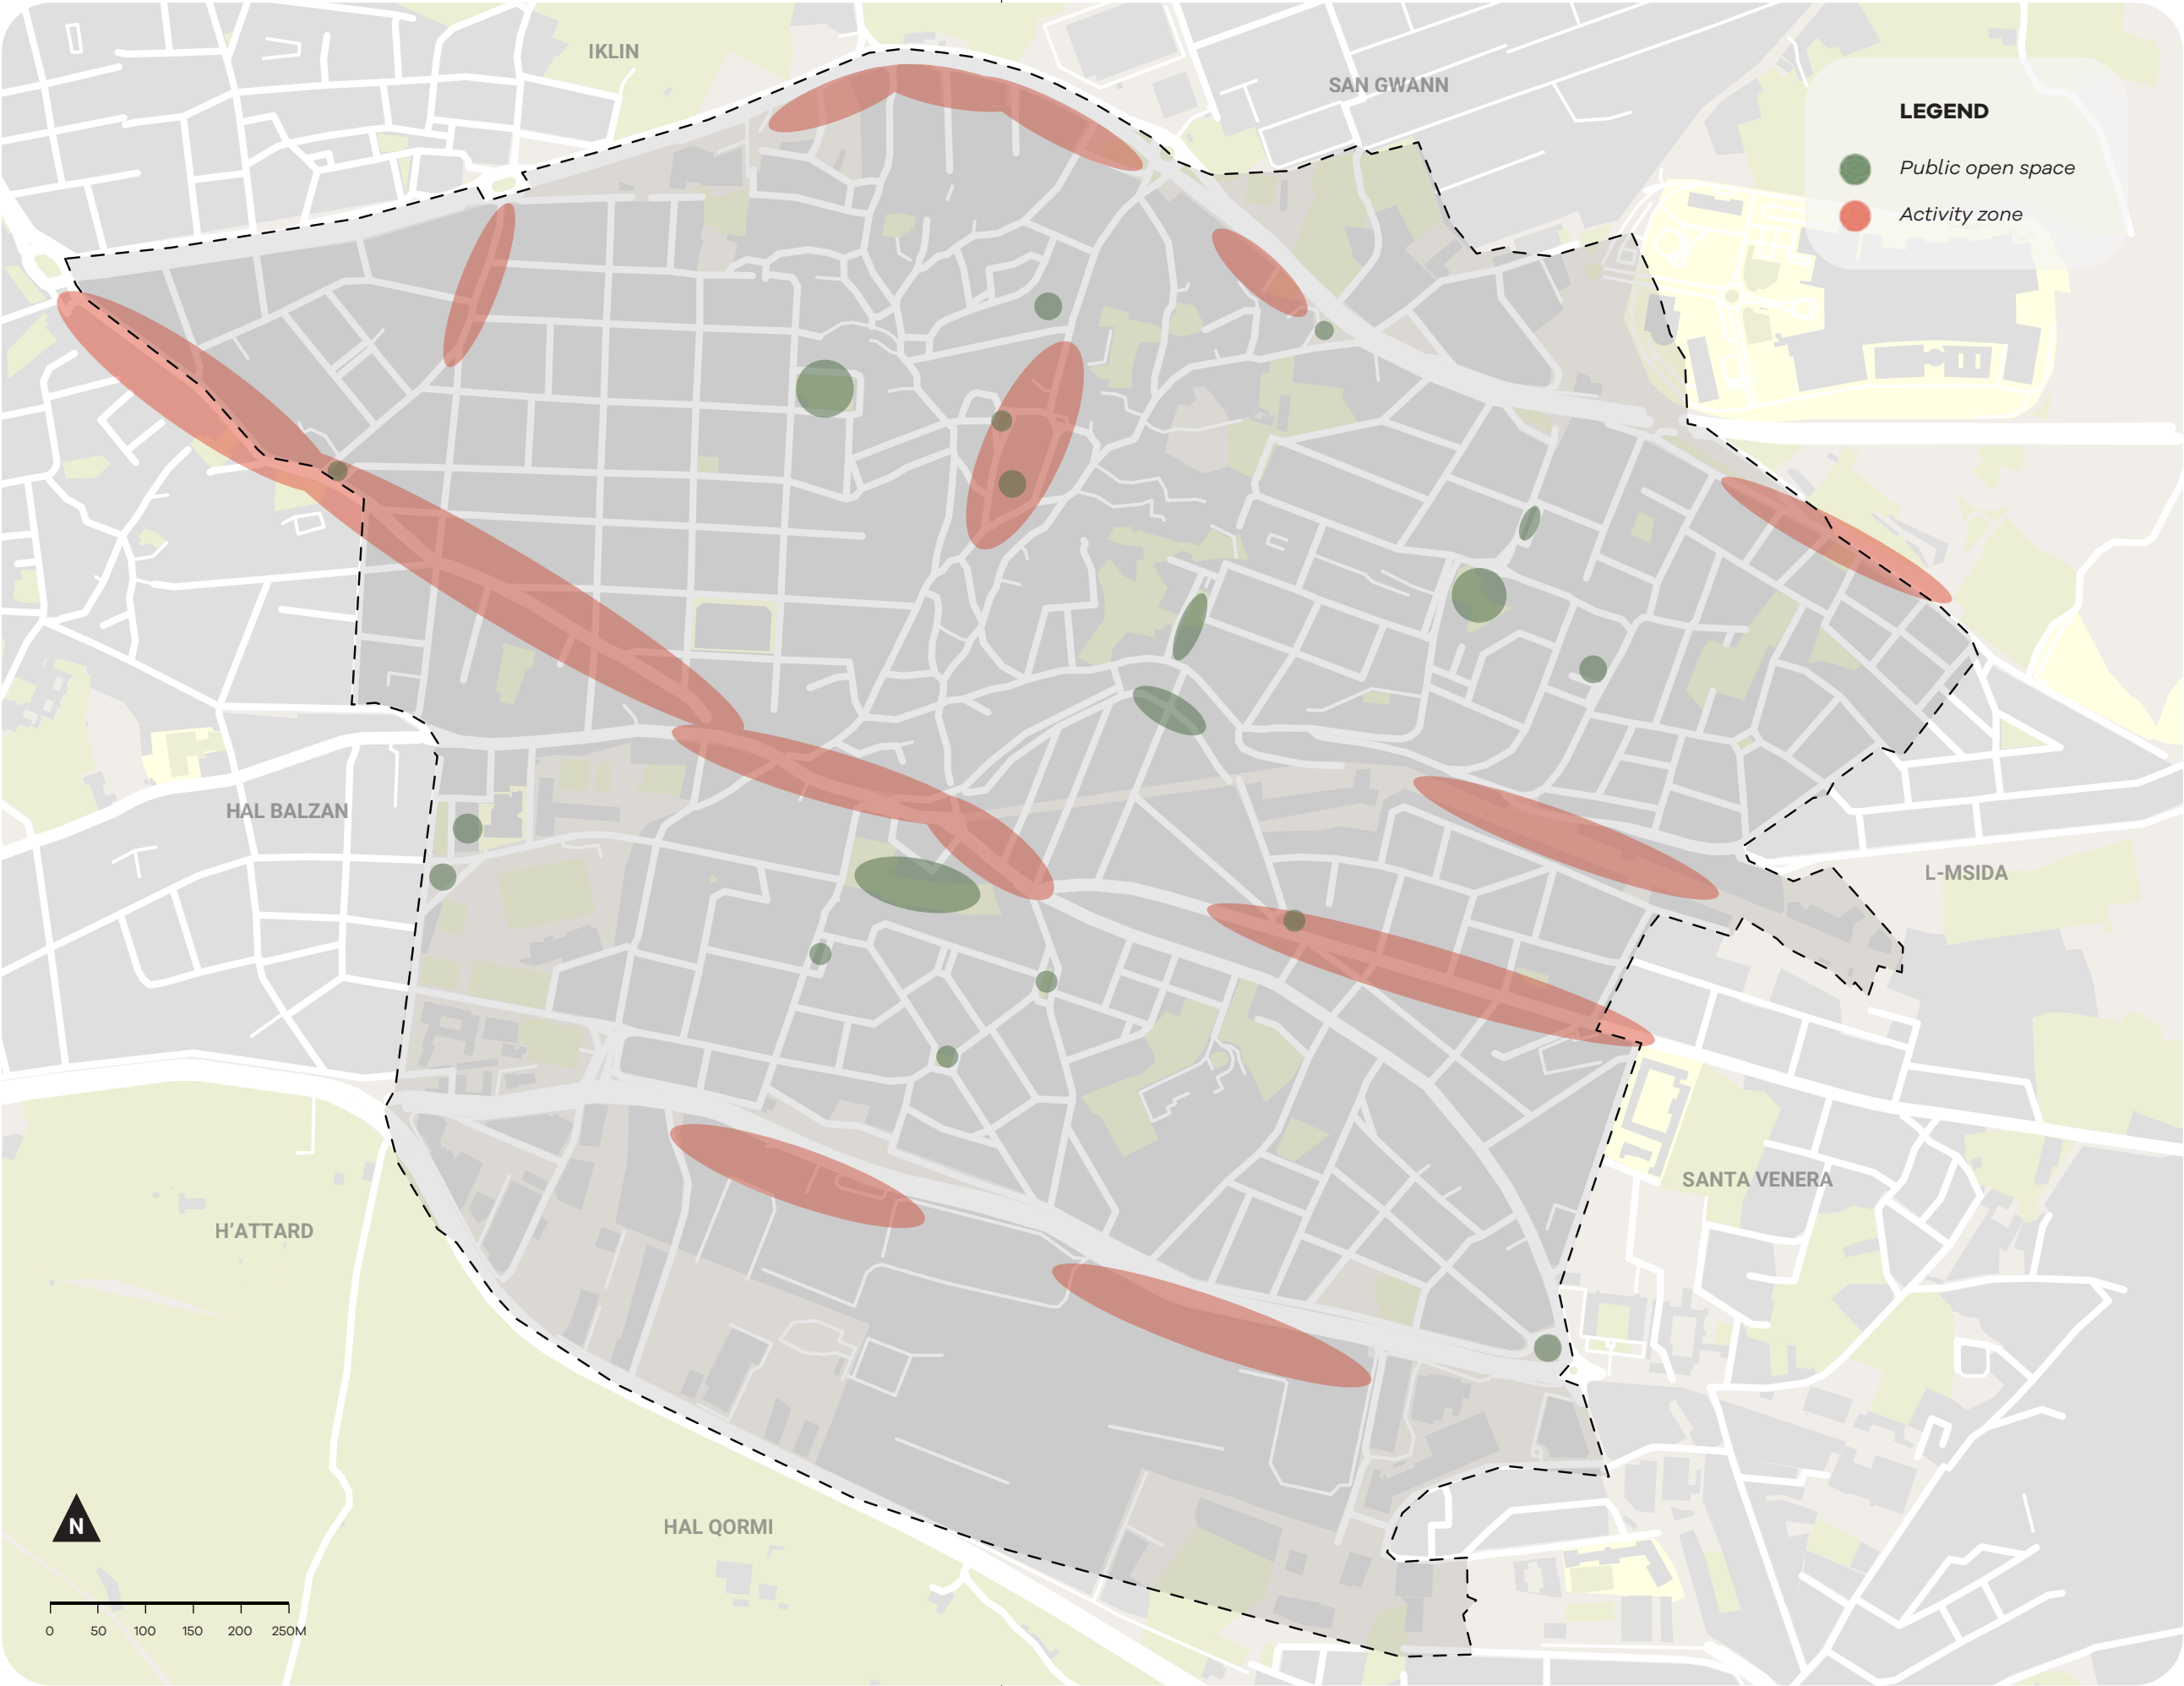 IKLIN
SAN GWANN
LEGEND
Public open space
Activity zone
HAL BALZAN
L-MSIDA
SANTA VENERA
H’ATTARD
HAL QORMI
N
0 50 100 150 200 250M